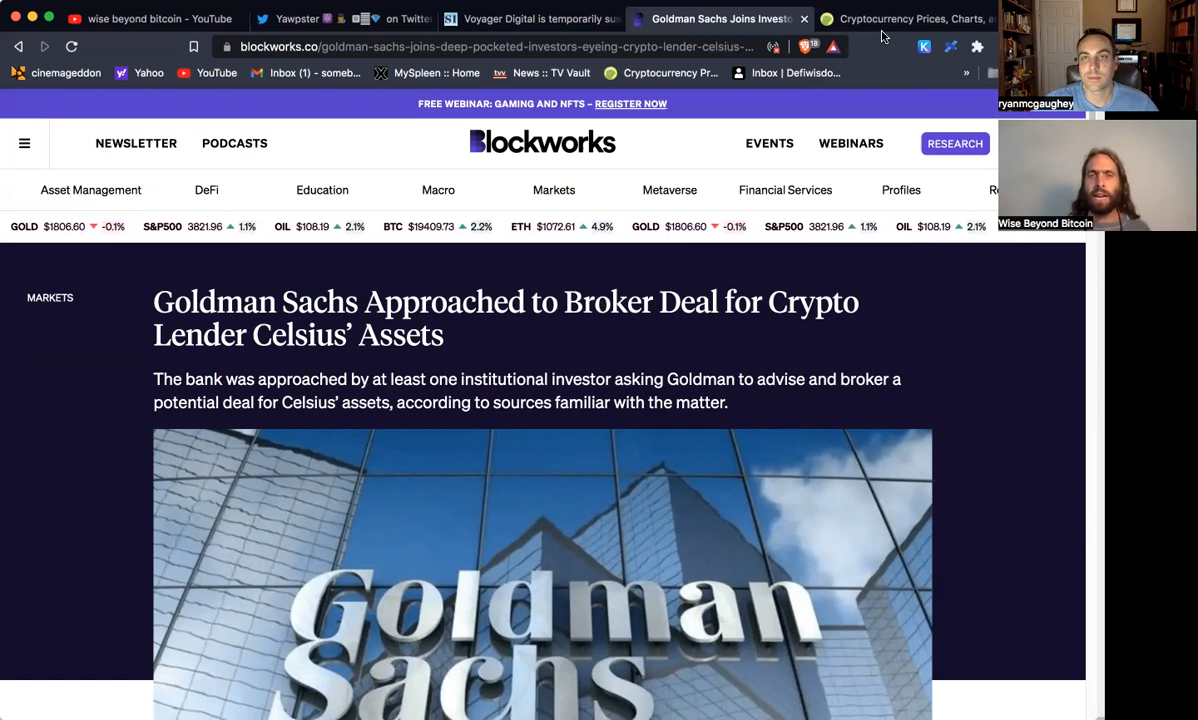 wise beyond bitcoin - YouTube
Yawpster on Twitte
Voyager Digital is temporarily sus
Goldman Sachs Joins Investo
Cryptocurrency Prices, Charts, a
blockworks.co/goldman-sachs-joins-deep-pocketed-investors-eyeing-crypto-lender-celsius-...
18
cinemageddon
Yahoo
YouTube
Inbox (1) - someb...
MySpleen :: Home
News :: TV Vault
Cryptocurrency Pr...
Inbox | Defiwisdo...
»
ryanmcgaughey
FREE WEBINAR: GAMING AND NFTS – REGISTER NOW
NEWSLETTER
PODCASTS
Blockworks
EVENTS
WEBINARS
RESEARCH
Asset Management
DeFi
Education
Macro
Markets
Metaverse
Financial Services
Profiles
Re
Wise Beyond Bitcoin
GOLD $1806.60 ▼ -0.1% S&P500 3821.96 ▲ 1.1% OIL $108.19 ▲ 2.1% BTC $19409.73 ▲ 2.2% ETH $1072.61 ▲ 4.9% GOLD $1806.60 ▼ -0.1% S&P500 3821.96 ▲ 1.1% OIL $108.19 ▲ 2.1%
MARKETS
Goldman Sachs Approached to Broker Deal for Crypto
Lender Celsius’ Assets
The bank was approached by at least one institutional investor asking Goldman to advise and broker a
potential deal for Celsius’ assets, according to sources familiar with the matter.
Goldman
Sachs